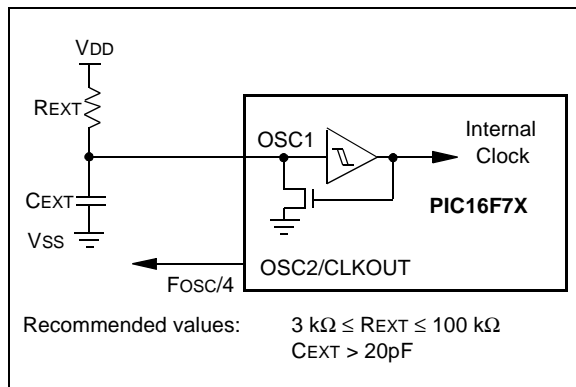 VDD
REXT
CEXT
VSS
OSC1
Internal
Clock
PIC16F7X
OSC2/CLKOUT
FOSC/4
Recommended values: 3 kΩ ≤ REXT ≤ 100 kΩ
CEXT > 20pF